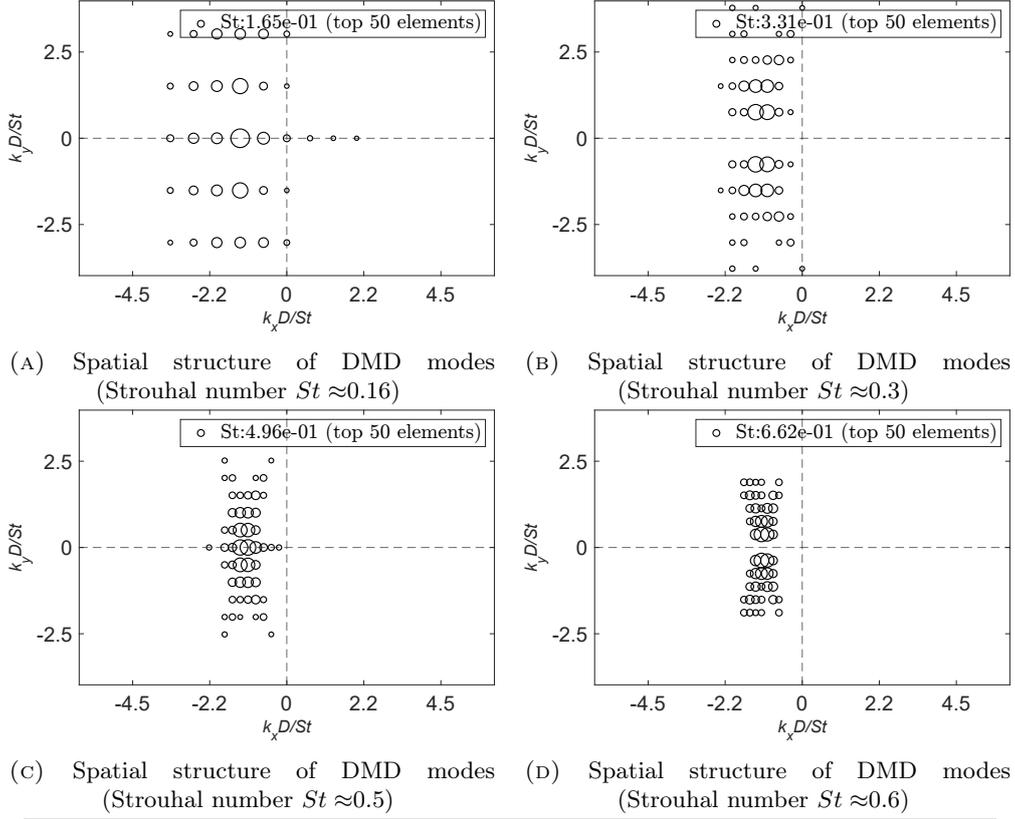 St:1.65e-01 (top 50 elements)
2.5
0
-2.5
k_yD/St
-4.5 -2.2 0 2.2 4.5
k_xD/St
(A) Spatial structure of DMD modes
(Strouhal number St ≈0.16)
St:3.31e-01 (top 50 elements)
2.5
0
-2.5
k_yD/St
-4.5 -2.2 0 2.2 4.5
k_xD/St
(B) Spatial structure of DMD modes
(Strouhal number St ≈0.3)
St:4.96e-01 (top 50 elements)
2.5
0
-2.5
k_yD/St
-4.5 -2.2 0 2.2 4.5
k_xD/St
(C) Spatial structure of DMD modes
(Strouhal number St ≈0.5)
St:6.62e-01 (top 50 elements)
2.5
0
-2.5
k_yD/St
-4.5 -2.2 0 2.2 4.5
k_xD/St
(D) Spatial structure of DMD modes
(Strouhal number St ≈0.6)